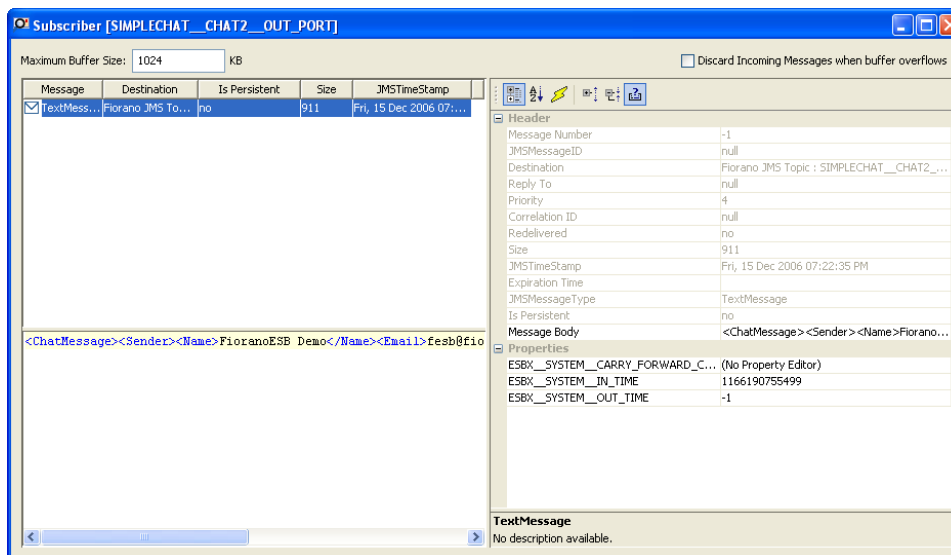 Subscriber [SIMPLECHAT__CHAT2__OUT_PORT]
Maximum Buffer Size: 1024 KB
Discard Incoming Messages when buffer overflows
Message Destination Is Persistent Size JMSTimeStamp
TextMess... Fiorano JMS To... no 911 Fri, 15 Dec 2006 07:...
Header
Message Number -1
JMSMessageID null
Destination Fiorano JMS Topic : SIMPLECHAT__CHAT2_...
Reply To null
Priority 4
Correlation ID null
Redelivered no
Size 911
JMSTimeStamp Fri, 15 Dec 2006 07:22:35 PM
Expiration Time
JMSMessageType TextMessage
Is Persistent no
Message Body <ChatMessage><Sender><Name>Fiorano...
Properties
ESBX__SYSTEM__CARRY_FORWARD_C... (No Property Editor)
ESBX__SYSTEM__IN_TIME 1166190755499
ESBX__SYSTEM__OUT_TIME -1
<ChatMessage><Sender><Name>FioranoESB Demo</Name><Email>fesb@fio
TextMessage
No description available.